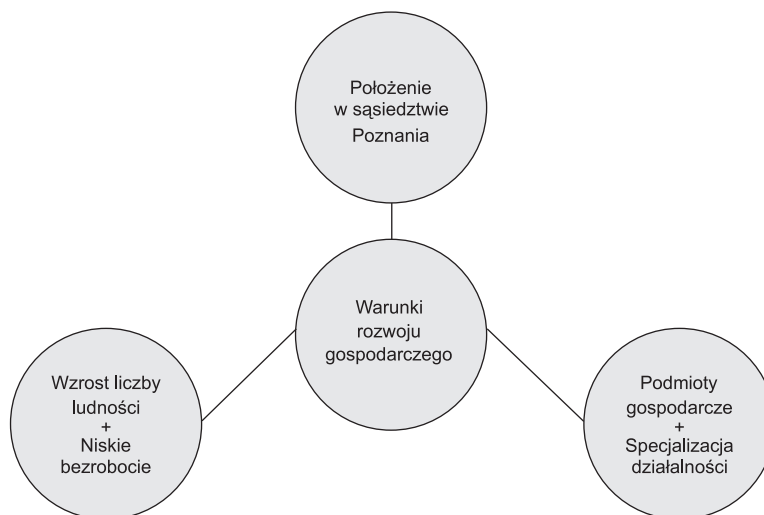 Położenie
w sąsiedztwie
Poznania
Warunki
rozwoju
gospodarczego
Wzrost liczby
ludności
+
Niskie
bezrobocie
Podmioty
gospodarcze
+
Specjalizacja
działalności